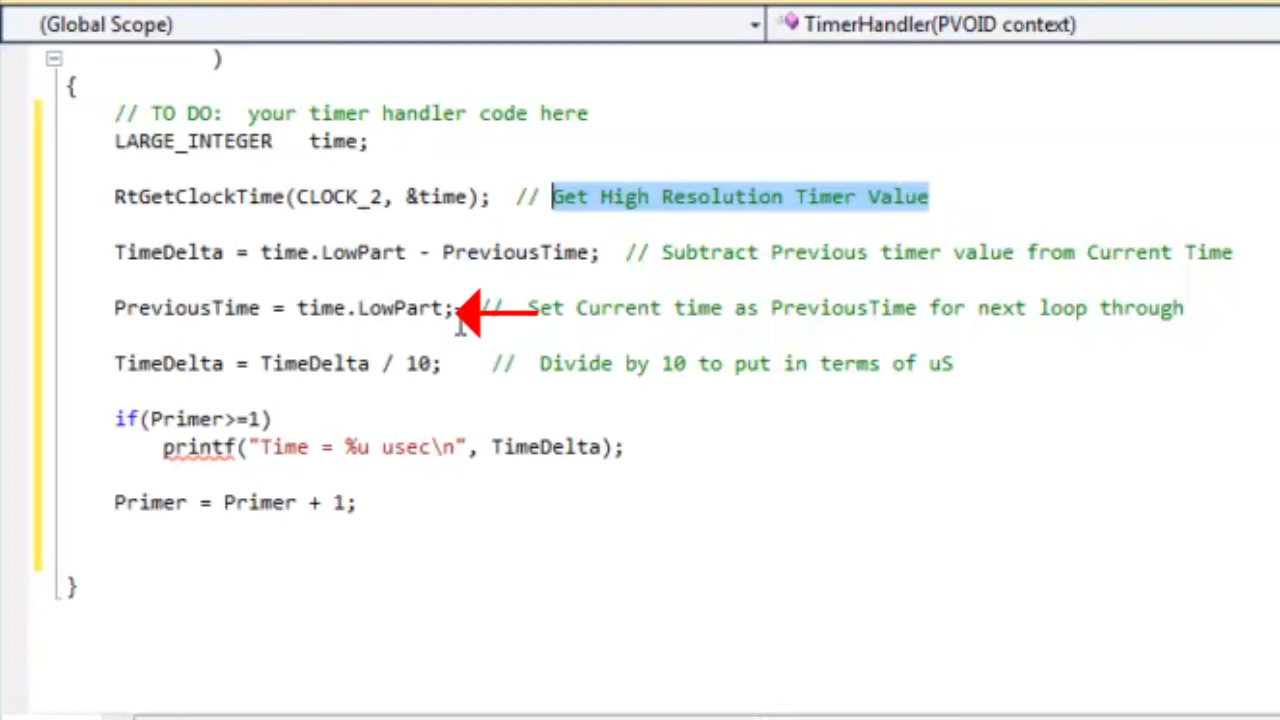 (Global Scope) TimerHandler(PVOID context)
)
{
// TO DO:  your timer handler code here
LARGE_INTEGER   time;
RtGetClockTime(CLOCK_2, &time);  // Get High Resolution Timer Value
TimeDelta = time.LowPart - PreviousTime;  // Subtract Previous timer value from Current Time
PreviousTime = time.LowPart;  //  Set Current time as PreviousTime for next loop through
TimeDelta = TimeDelta / 10;    //  Divide by 10 to put in terms of uS
if(Primer>=1)
printf("Time = %u usec\n", TimeDelta);
Primer = Primer + 1;
}